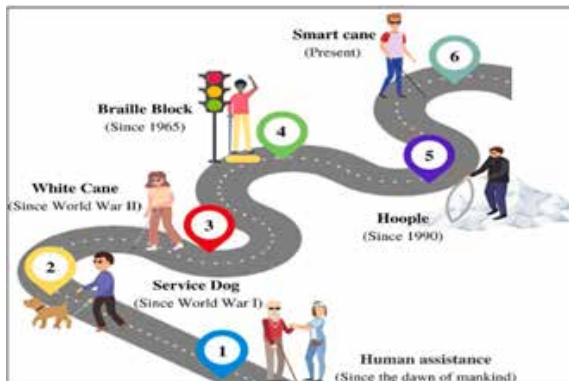 Smart cane
(Present)
6
Braille Block
(Since 1965)
4
5
White Cane
(Since World War II)
3
Hoople
(Since 1990)
2
Service Dog
(Since World War I)
1
Human assistance
(Since the dawn of mankind)